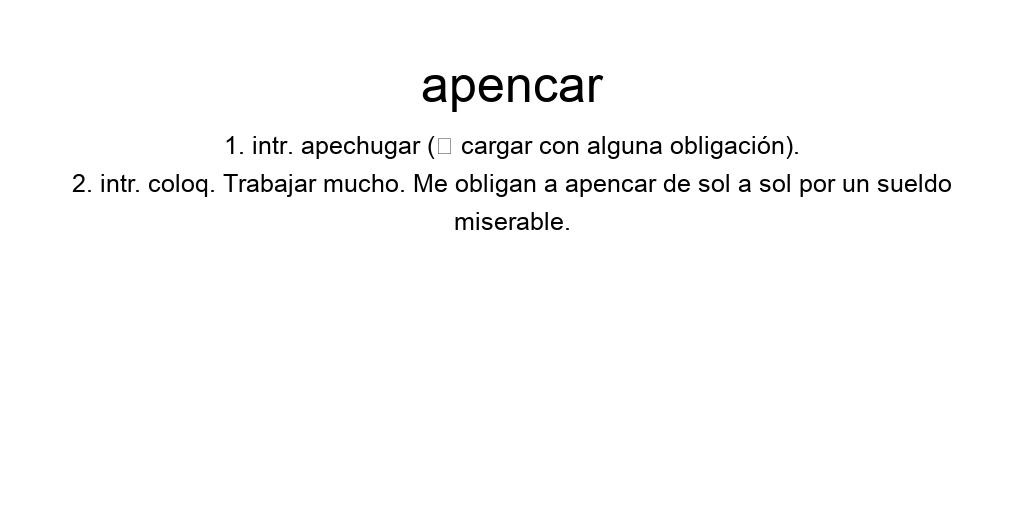 apencar
1. intr. apechugar (▯ cargar con alguna obligación).
2. intr. coloq. Trabajar mucho. Me obligan a apencar de sol a sol por un sueldo
miserable.